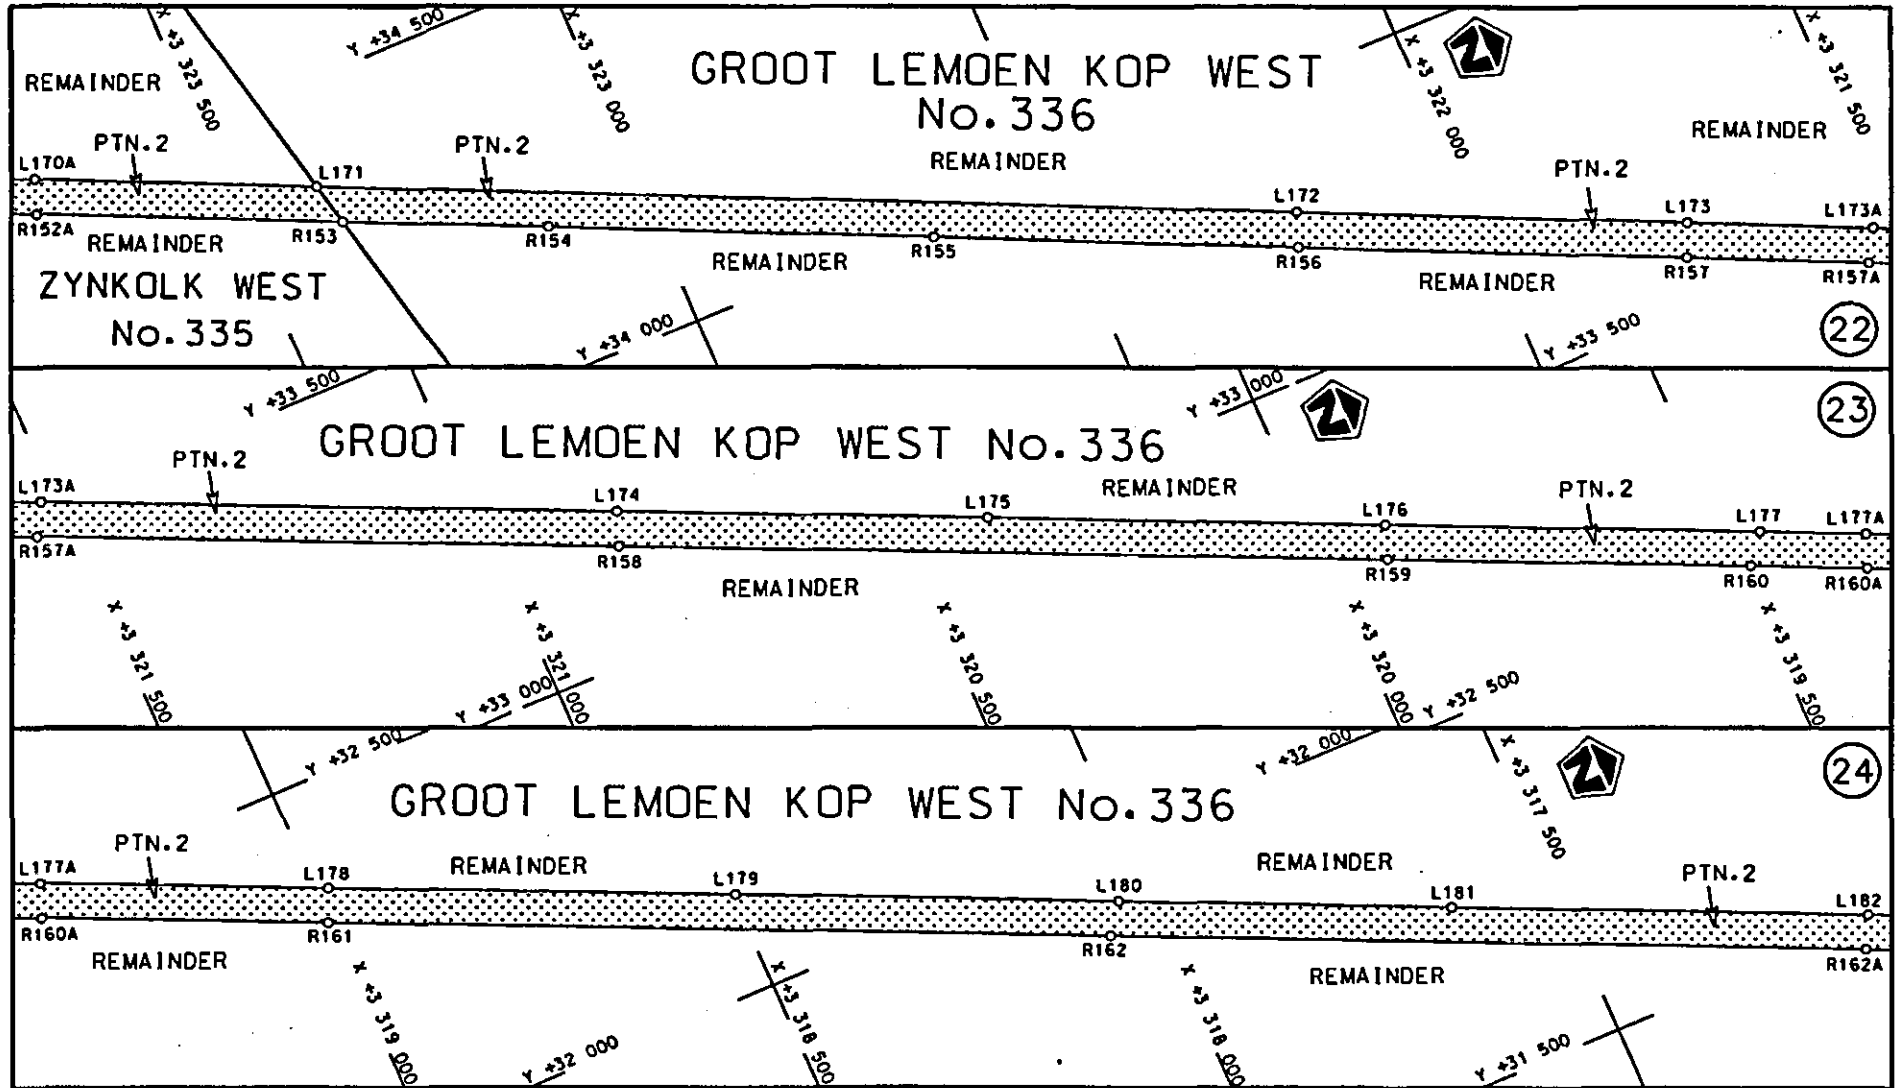 X +3 323 500
Y +34 500
X +3 323 000
X +3 322 000
X +3 321 500
GROOT LEMOEN KOP WEST
No. 336
REMAINDER
REMAINDER
REMAINDER
PTN.2
PTN.2
PTN.2
L170A
L171
L172
L173
L173A
R152A
R153
R154
R155
R156
R157
R157A
REMAINDER
REMAINDER
REMAINDER
ZYNKOLK WEST
No. 335
Y +34 000
Y +33 500
22
Y +33 500
Y +33 000
23
GROOT LEMOEN KOP WEST No. 336
PTN.2
REMAINDER
PTN.2
L173A
L174
L175
L176
L177
L177A
R157A
R158
R159
R160
R160A
REMAINDER
X +3 321 500
X +3 321 000
X +3 320 500
X +3 320 000
X +3 319 500
Y +33 000
Y +32 500
Y +32 500
Y +32 000
X +3 317 500
24
GROOT LEMOEN KOP WEST No. 336
PTN.2
REMAINDER
REMAINDER
PTN.2
L177A
L178
L179
L180
L181
L182
R160A
R161
R162
R162A
REMAINDER
REMAINDER
X +3 319 000
X +3 318 500
X +3 318 000
Y +32 000
Y +31 500